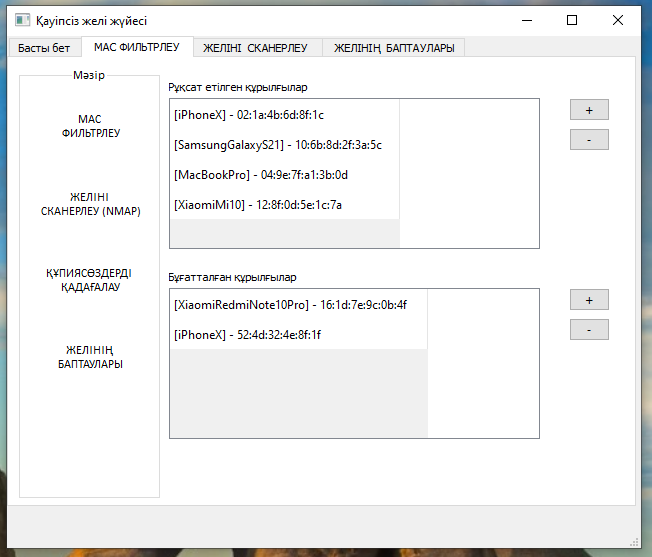 Қауіпсіз желі жүйесі
Басты бет
МАС ФИЛЬТРЛЕУ
ЖЕЛІНІ СКАНЕРЛЕУ
ЖЕЛІНІҢ БАПТАУЛАРЫ
Мәзір
МАС
ФИЛЬТРЛЕУ
ЖЕЛІНІ
СКАНЕРЛЕУ (NMAP)
ҚҰПИЯСӨЗДЕРДІ
ҚАДАҒАЛАУ
ЖЕЛІНІҢ
БАПТАУЛАРЫ
Рұқсат етілген құрылғылар
[iPhoneX] - 02:1a:4b:6d:8f:1c
[SamsungGalaxyS21] - 10:6b:8d:2f:3a:5c
[MacBookPro] - 04:9e:7f:a1:3b:0d
[XiaomiMi10] - 12:8f:0d:5e:1c:7a
+
-
Бұғатталған құрылғылар
[XiaomiRedmiNote10Pro] - 16:1d:7e:9c:0b:4f
[iPhoneX] - 52:4d:32:4e:8f:1f
+
-